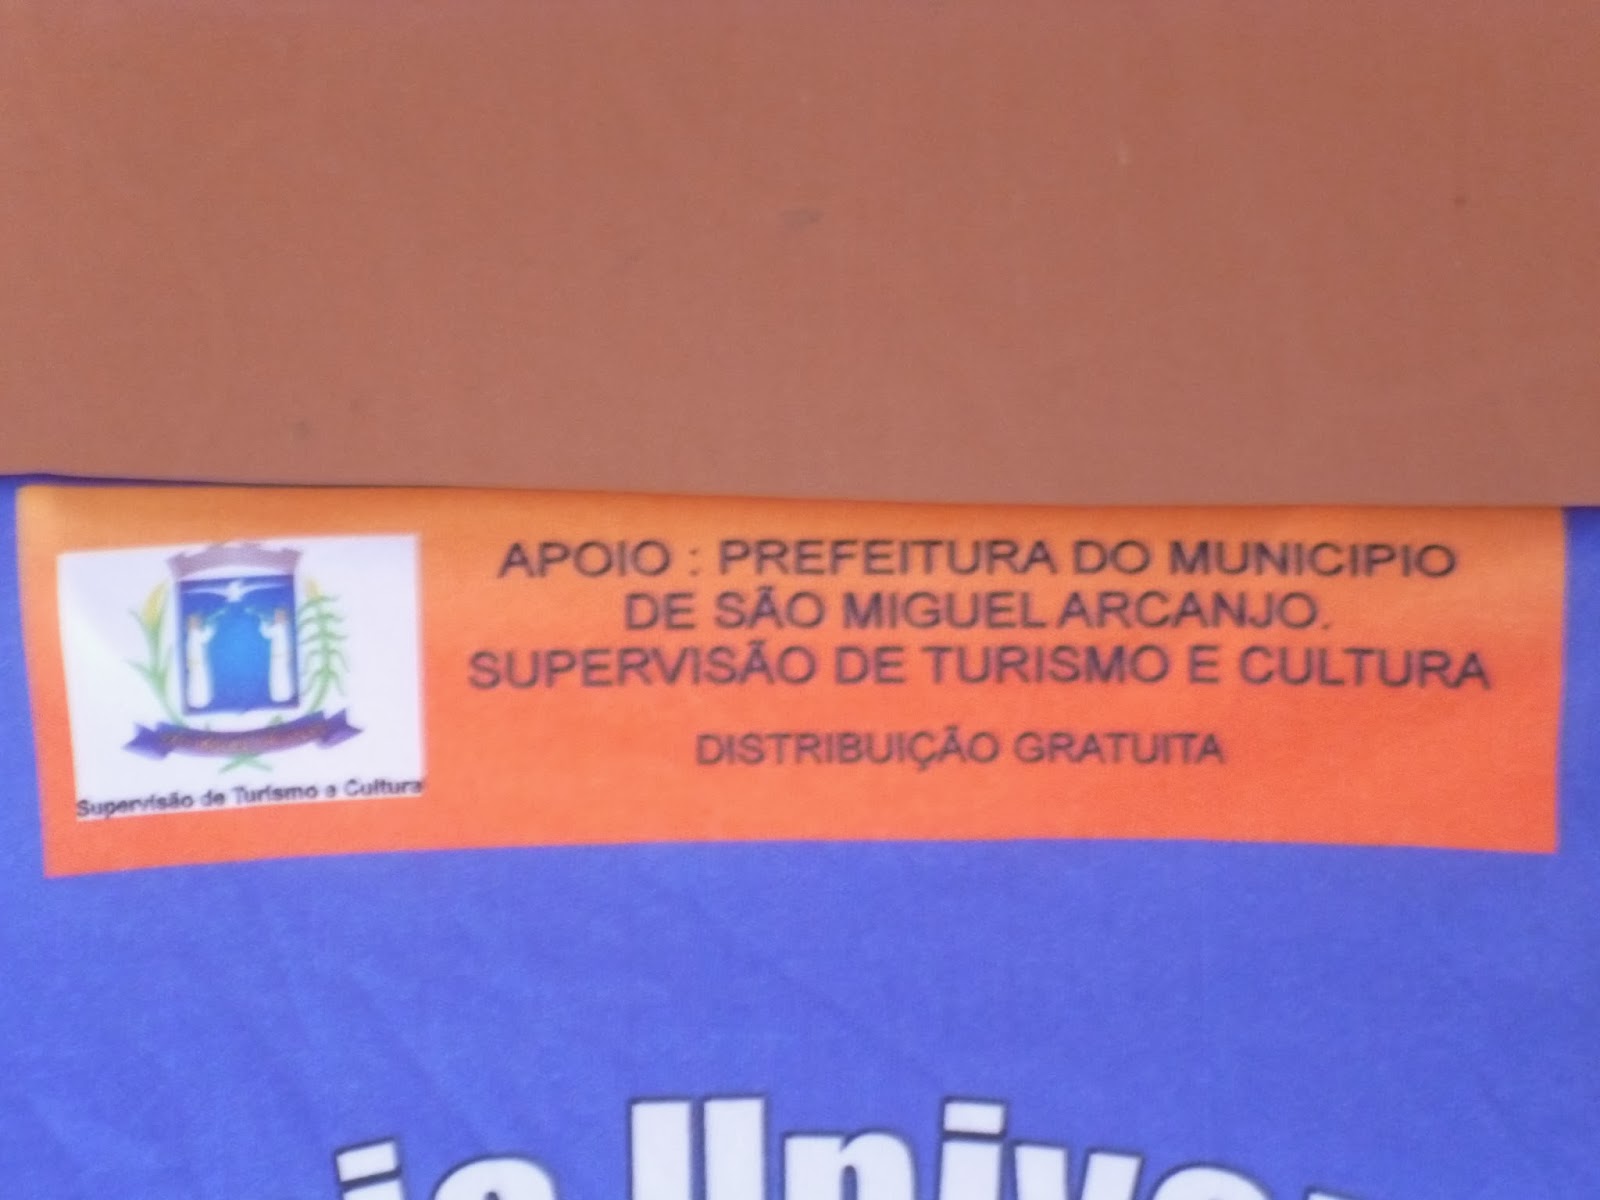 APOIO : PREFEITURA DO MUNICIPIO
DE SÃO MIGUEL ARCANJO.
SUPERVISÃO DE TURISMO E CULTURA
DISTRIBUIÇÃO GRATUITA
Supervisão de Turismo e Cultura